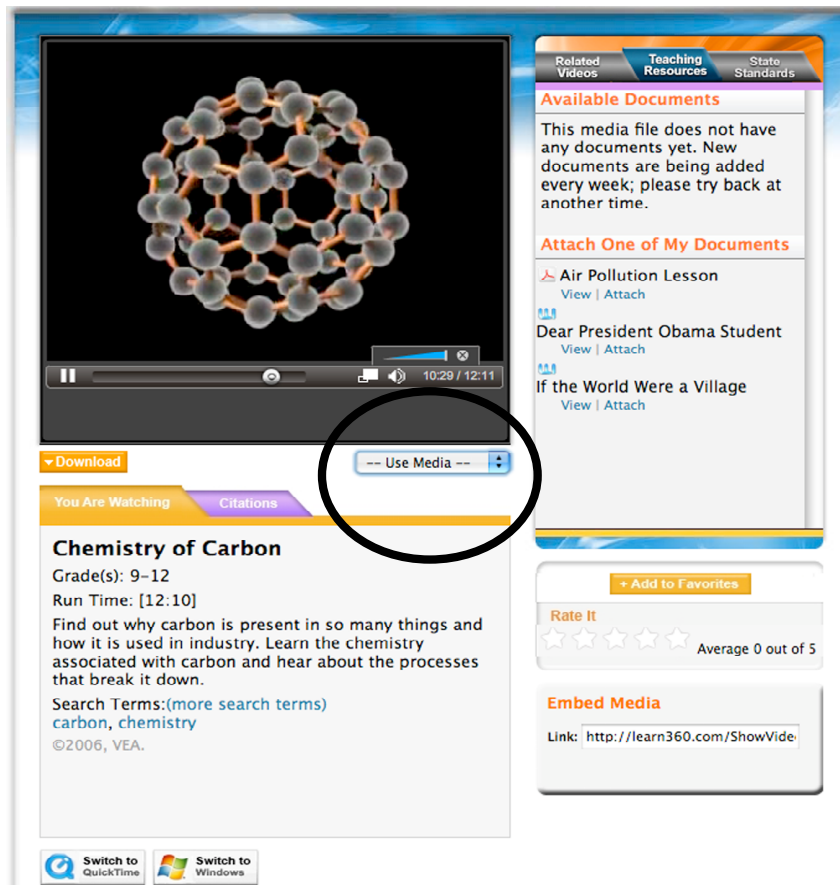 10:29 / 12:11
Download
-- Use Media --
You Are Watching
Citations
Chemistry of Carbon
Grade(s): 9-12
Run Time: [12:10]
Find out why carbon is present in so many things and
how it is used in industry. Learn the chemistry
associated with carbon and hear about the processes
that break it down.
Search Terms:(more search terms)
carbon, chemistry
©2006, VEA.
Switch to
QuickTime
Switch to
Windows
Related
Videos
Teaching
Resources
State
Standards
Available Documents
This media file does not have
any documents yet. New
documents are being added
every week; please try back at
another time.
Attach One of My Documents
Air Pollution Lesson
View | Attach
Dear President Obama Student
View | Attach
If the World Were a Village
View | Attach
+ Add to Favorites
Rate It
Average 0 out of 5
Embed Media
Link: http://learn360.com/ShowVide